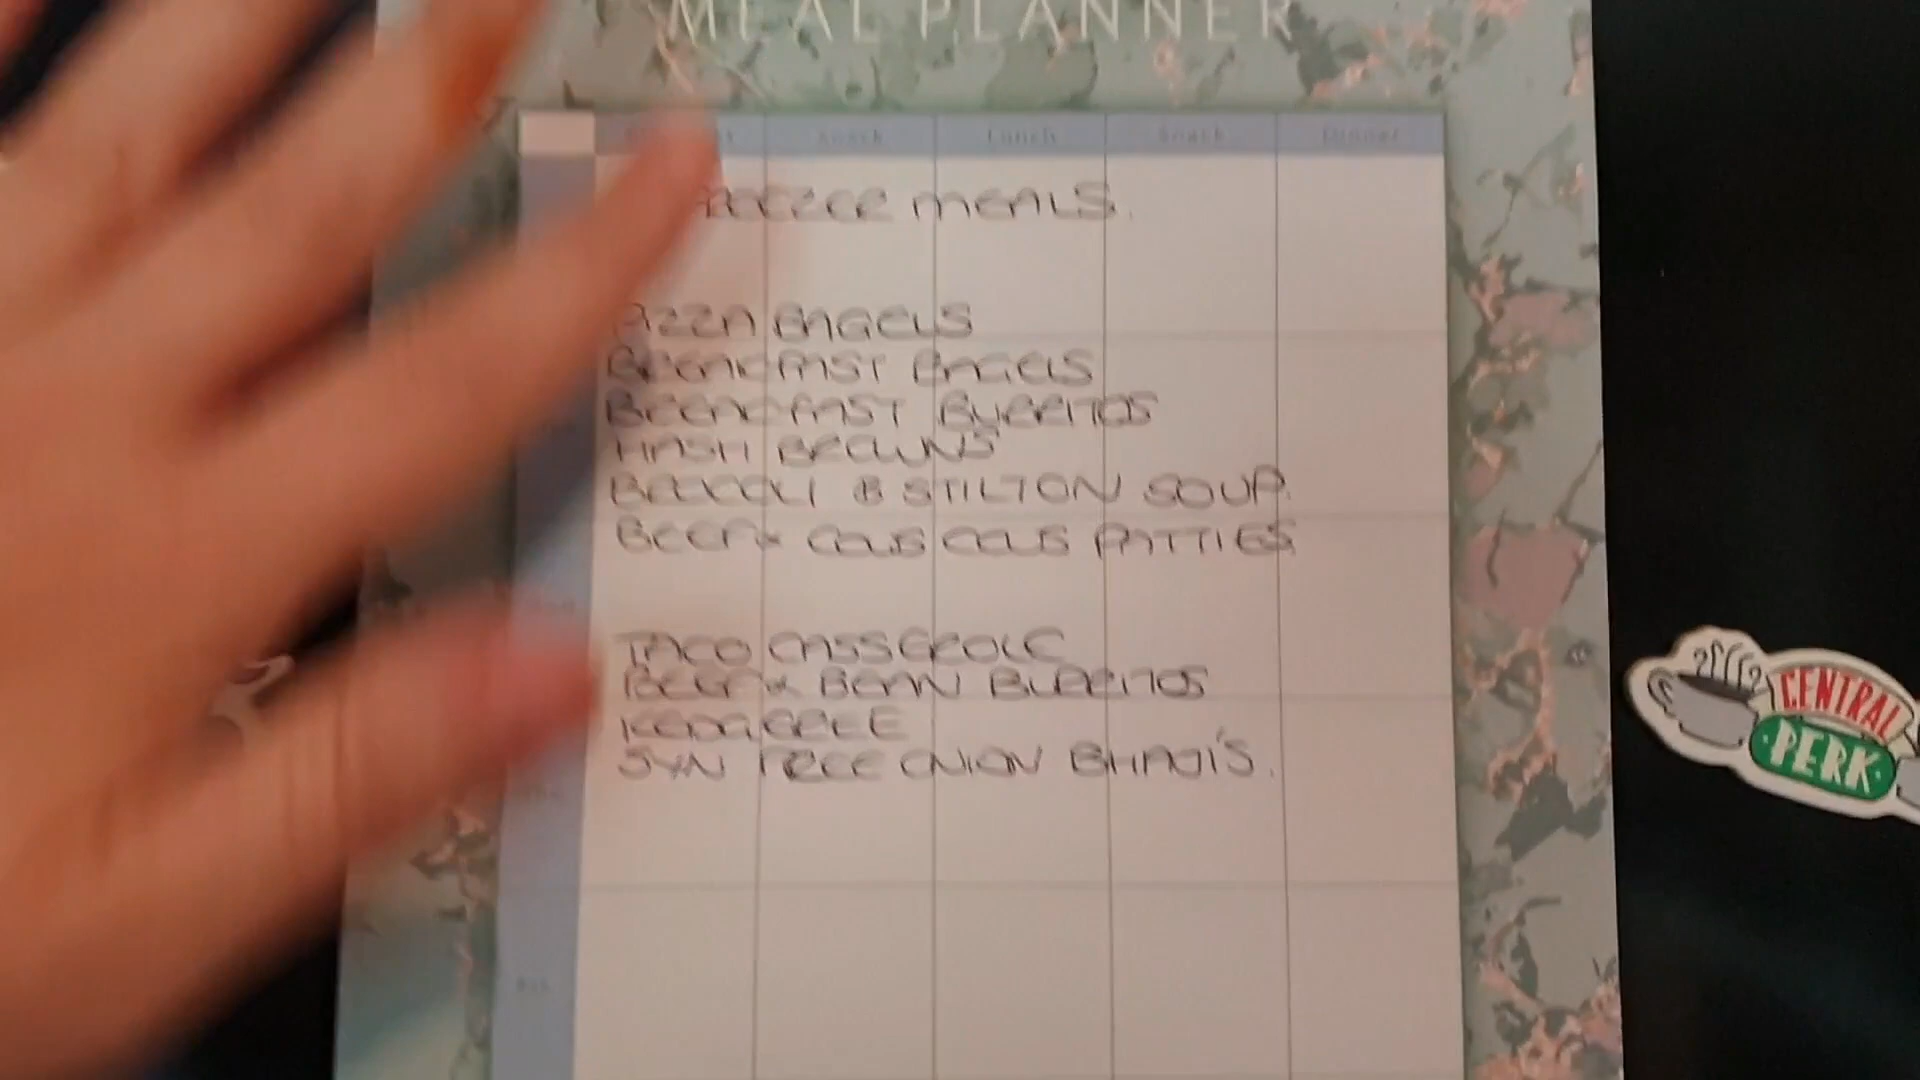 MEAL PLANNER
Snack Lunch Snack Dinner
FREEZER MEALS.
PIZZA BAGELS
BREAKFAST BAGELS
BREAKFAST BURRITOS
HASH BROWNS
BROCCOLI & STILTON SOUP.
BEEF & COUS COUS PATTIES
TACO CASSEROLE
BEEF & BEAN BURRITOS
KEDGEREE
SYN FREE ONION BHAJI'S.
CENTRAL
PERK